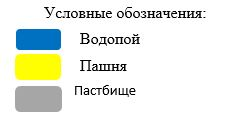 Условные обозначения:
Водопой
Пашня
Пастбище